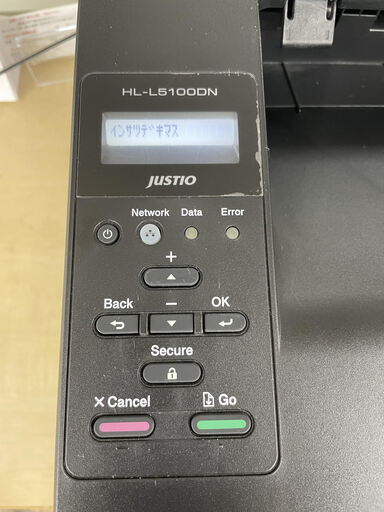 HL-L5100DN
インサツデキマス
JUSTIO
Network Data Error
+
Back − OK
Secure
× Cancel Go